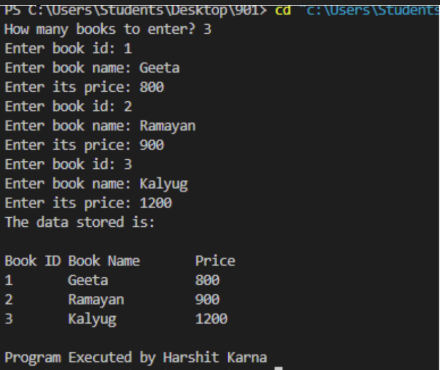 PS C:\Users\Students\Desktop\901> cd "c:\Users\Students
How many books to enter? 3
Enter book id: 1
Enter book name: Geeta
Enter its price: 800
Enter book id: 2
Enter book name: Ramayan
Enter its price: 900
Enter book id: 3
Enter book name: Kalyug
Enter its price: 1200
The data stored is:
Book ID Book Name Price
1 Geeta 800
2 Ramayan 900
3 Kalyug 1200
Program Executed by Harshit Karna